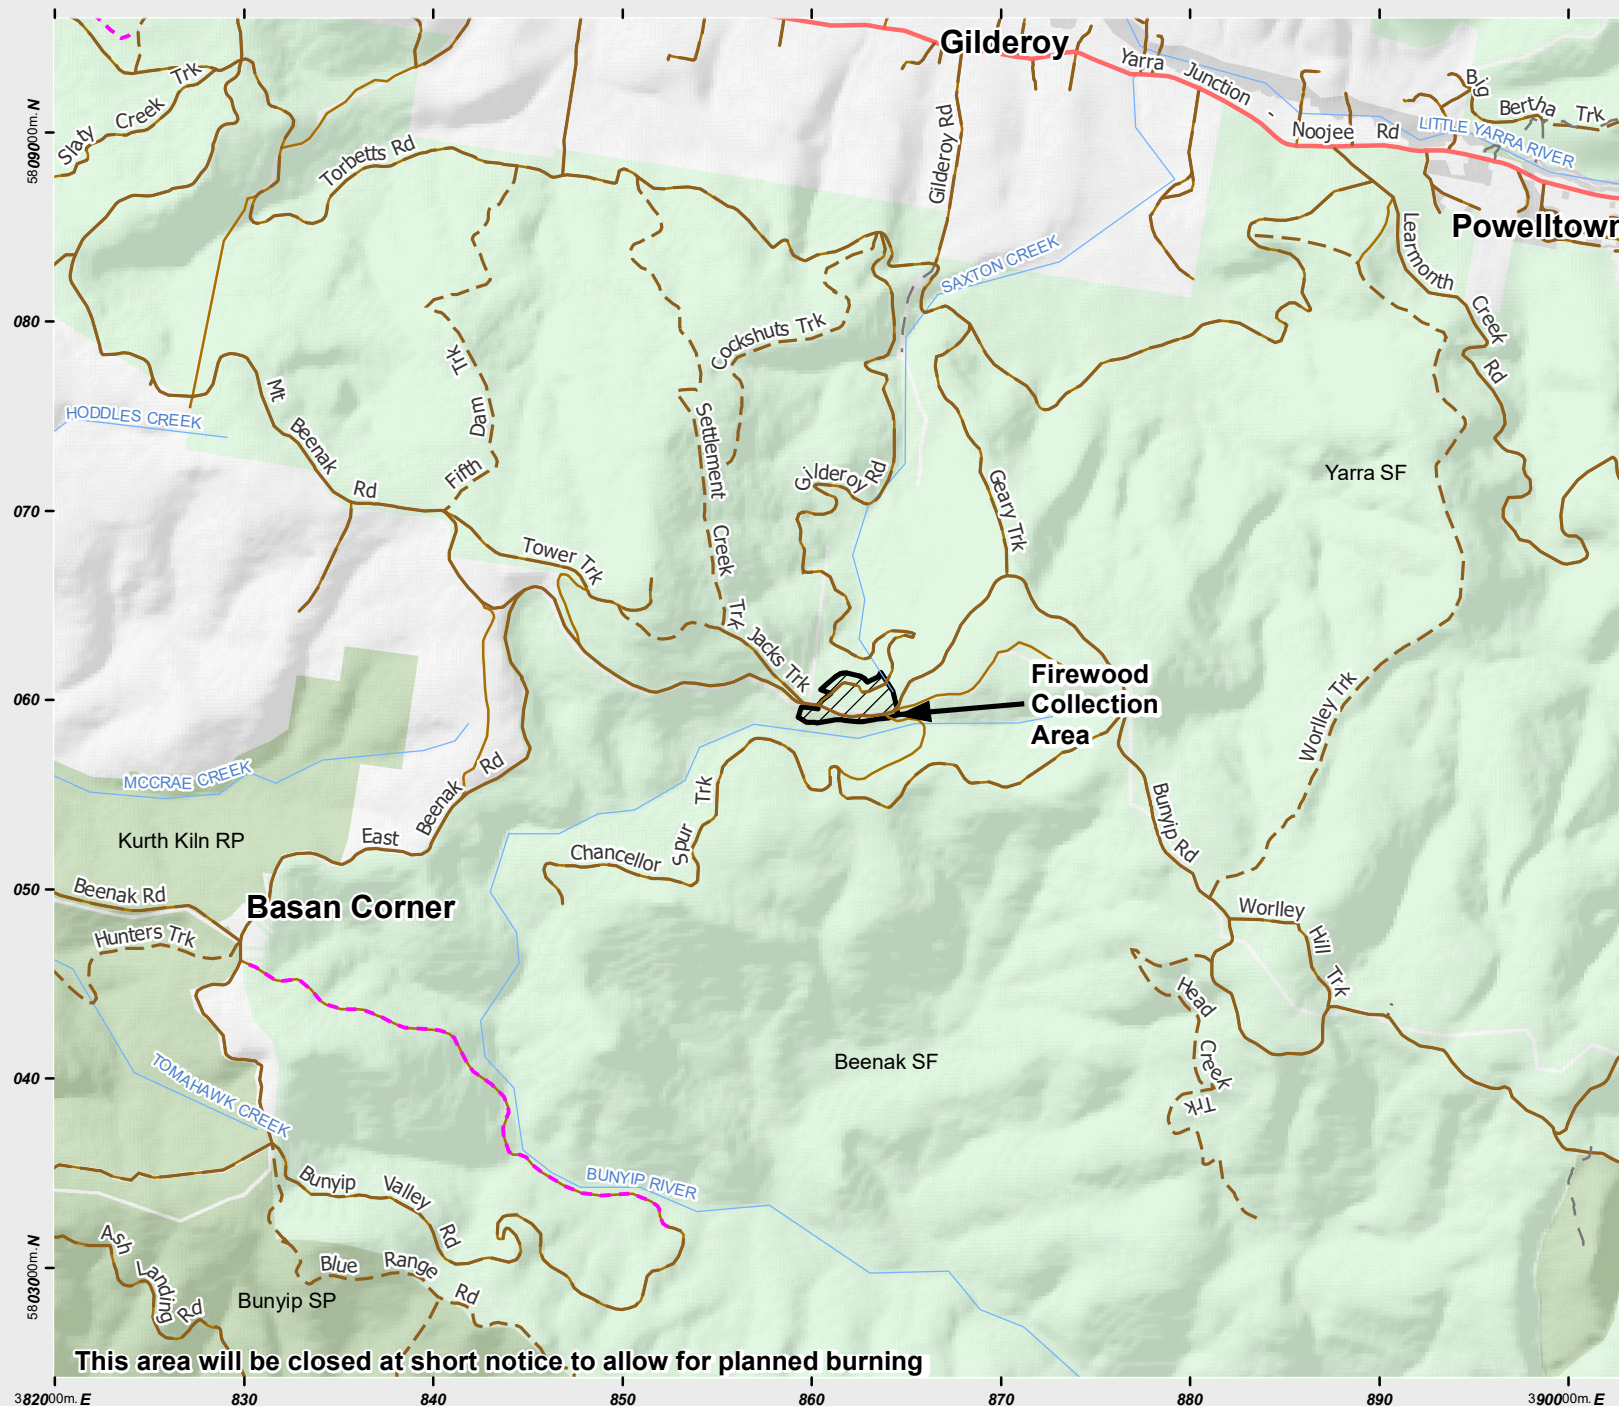 Gilderoy
Yarra Junction - Noojee Rd
Big Bertha Trk
LITTLE YARRA RIVER
Powelltown
Slaty Creek Trk
Torbetts Rd
Gilderoy Rd
SAXTON CREEK
Learmonth Creek Rd
5809000m. N
080
070
060
050
040
5803000m. N
Cockshuts Trk
Fifth Dam Trk
HODDLES CREEK
Mt Beenak Rd
Settlement Creek Trk
Gilderoy Rd
Geary Trk
Yarra SF
Tower Trk
Jacks Trk
Firewood
Collection
Area
Worlley Trk
MCCRAE CREEK
East Beenak Rd
Kurth Kiln RP
Spur Trk
Chancellor
Bunyip Rd
Beenak Rd
Basan Corner
Worlley Hill Trk
Hunters Trk
Head Creek Trk
Beenak SF
TOMAHAWK CREEK
Bunyip Valley Rd
BUNYIP RIVER
Ash Landing Rd
Blue Range Rd
Bunyip SP
This area will be closed at short notice to allow for planned burning
382000m. E
830
840
850
860
870
880
890
390000m. E